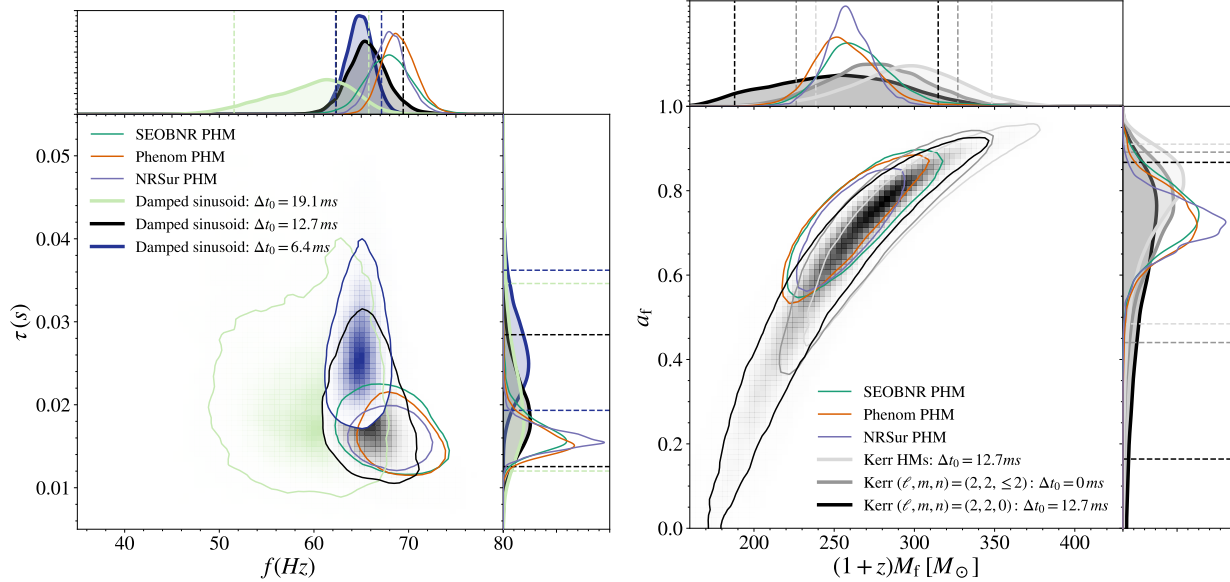 0.05
0.04
0.03
0.02
0.01
τ(s)
SEOBNR PHM
Phenom PHM
NRSur PHM
Damped sinusoid: Δt₀ = 19.1 ms
Damped sinusoid: Δt₀ = 12.7 ms
Damped sinusoid: Δt₀ = 6.4 ms
40 50 60 70 80 90
f(Hz)
1.0
0.8
0.6
0.4
0.2
0.0
a_f
SEOBNR PHM
Phenom PHM
NRSur PHM
Kerr HMs: Δt₀ = 12.7ms
Kerr (ℓ, m, n) = (2, 2, ≤2) : Δt₀ = 0 ms
Kerr (ℓ, m, n) = (2, 2, 0) : Δt₀ = 12.7 ms
200 250 300 350 400
(1 + z)M_f [M_⊙]